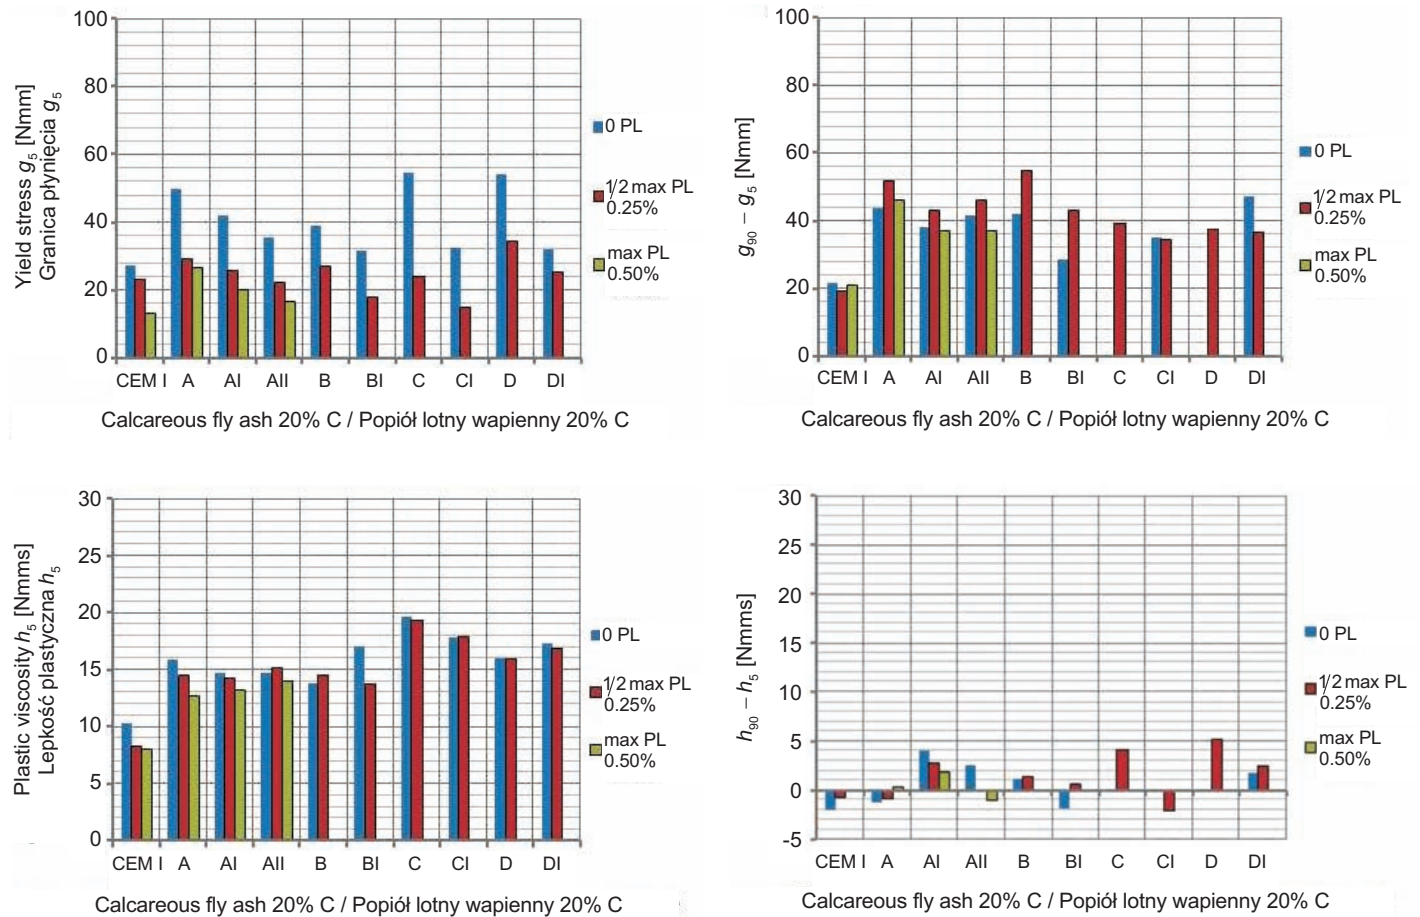 Yield stress g5 [Nmm]
Granica płynięcia g5
100
80
60
40
20
0
CEM I A AI AII B BI C CI D DI
Calcareous fly ash 20% C / Popiół lotny wapienny 20% C
0 PL
1/2 max PL
0.25%
max PL
0.50%
g90 – g5 [Nmm]
100
80
60
40
20
0
CEM I A AI AII B BI C CI D DI
Calcareous fly ash 20% C / Popiół lotny wapienny 20% C
0 PL
1/2 max PL
0.25%
max PL
0.50%
Plastic viscosity h5 [Nmms]
Lepkość plastyczna h5
30
25
20
15
10
5
0
CEM I A AI AII B BI C CI D DI
Calcareous fly ash 20% C / Popiół lotny wapienny 20% C
0 PL
1/2 max PL
0.25%
max PL
0.50%
h90 – h5 [Nmms]
30
25
20
15
10
5
0
-5
CEM I A AI AII B BI C CI D DI
Calcareous fly ash 20% C / Popiół lotny wapienny 20% C
0 PL
1/2 max PL
0.25%
max PL
0.50%